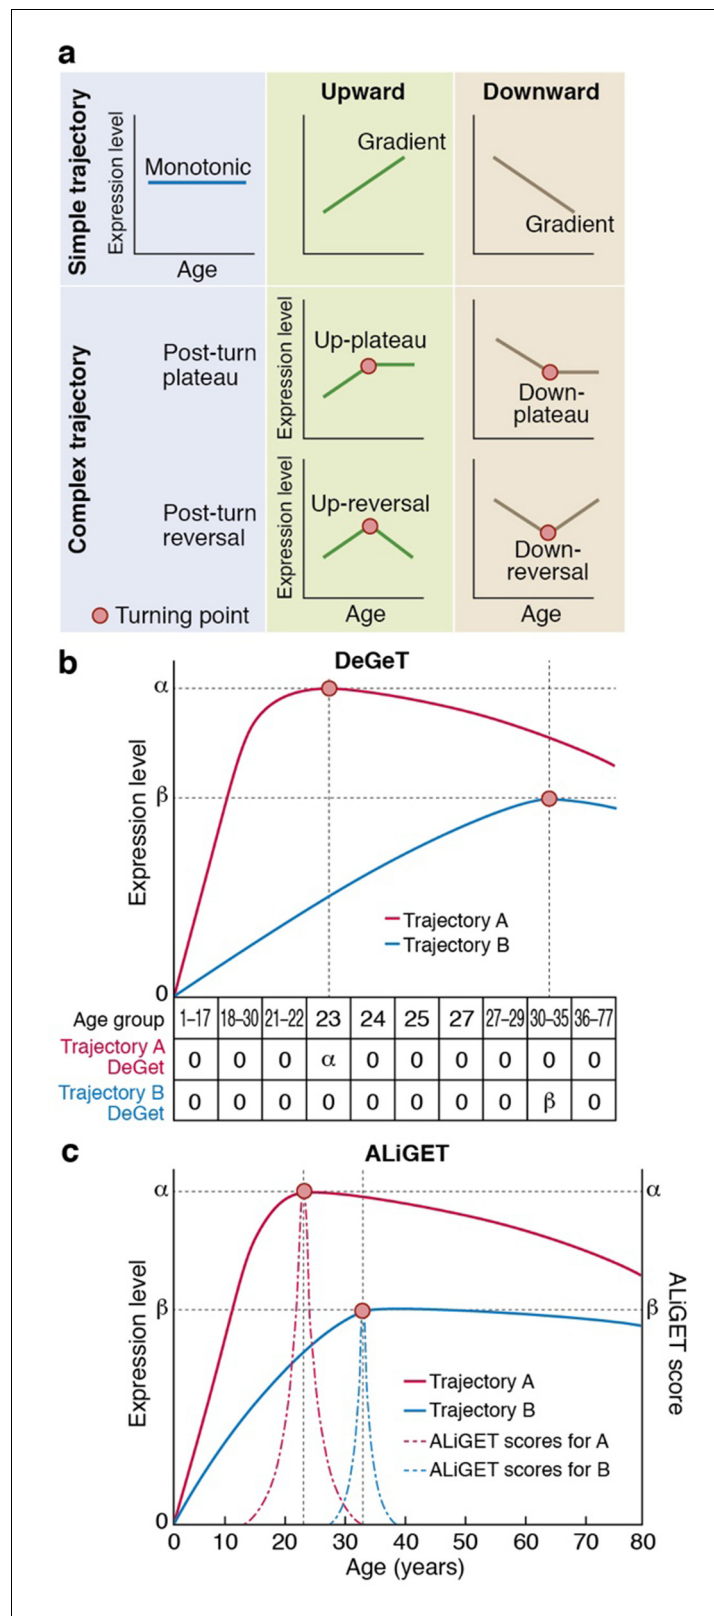 a
Upward
Downward
Simple trajectory
Expression level
Monotonic
Age
Gradient
Gradient
Complex trajectory
Post-turn
plateau
Expression level
Up-plateau
Down-
plateau
Post-turn
reversal
Expression level
Up-reversal
Down-
reversal
Turning point
Age
Age
b
DeGeT
α
β
0
Expression level
Trajectory A
Trajectory B
Age group 1–17 18–30 21–22 23 24 25 27 27–29 30–35 36–77
Trajectory A
DeGet 0 0 0 α 0 0 0 0 0 0
Trajectory B
DeGet 0 0 0 0 0 0 0 0 β 0
c
ALiGET
α α
β β
Expression level
ALiGET score
Trajectory A
Trajectory B
ALiGET scores for A
ALiGET scores for B
0
0 10 20 30 40 50 60 70 80
Age (years)